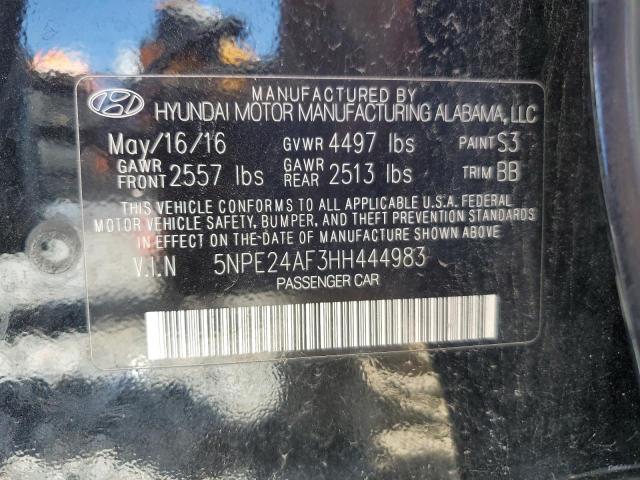 MANUFACTURED BY
HYUNDAI MOTOR MANUFACTURING ALABAMA, LLC
May/16/16 GVWR 4497 lbs PAINT S3
GAWR FRONT 2557 lbs GAWR REAR 2513 lbs TRIM BB
THIS VEHICLE CONFORMS TO ALL APPLICABLE U.S.A. FEDERAL
MOTOR VEHICLE SAFETY, BUMPER, AND THEFT PREVENTION STANDARDS
IN EFFECT ON THE DATE OF MANUFACTURE SHOWN ABOVE.
V.I.N 5NPE24AF3HH444983
PASSENGER CAR